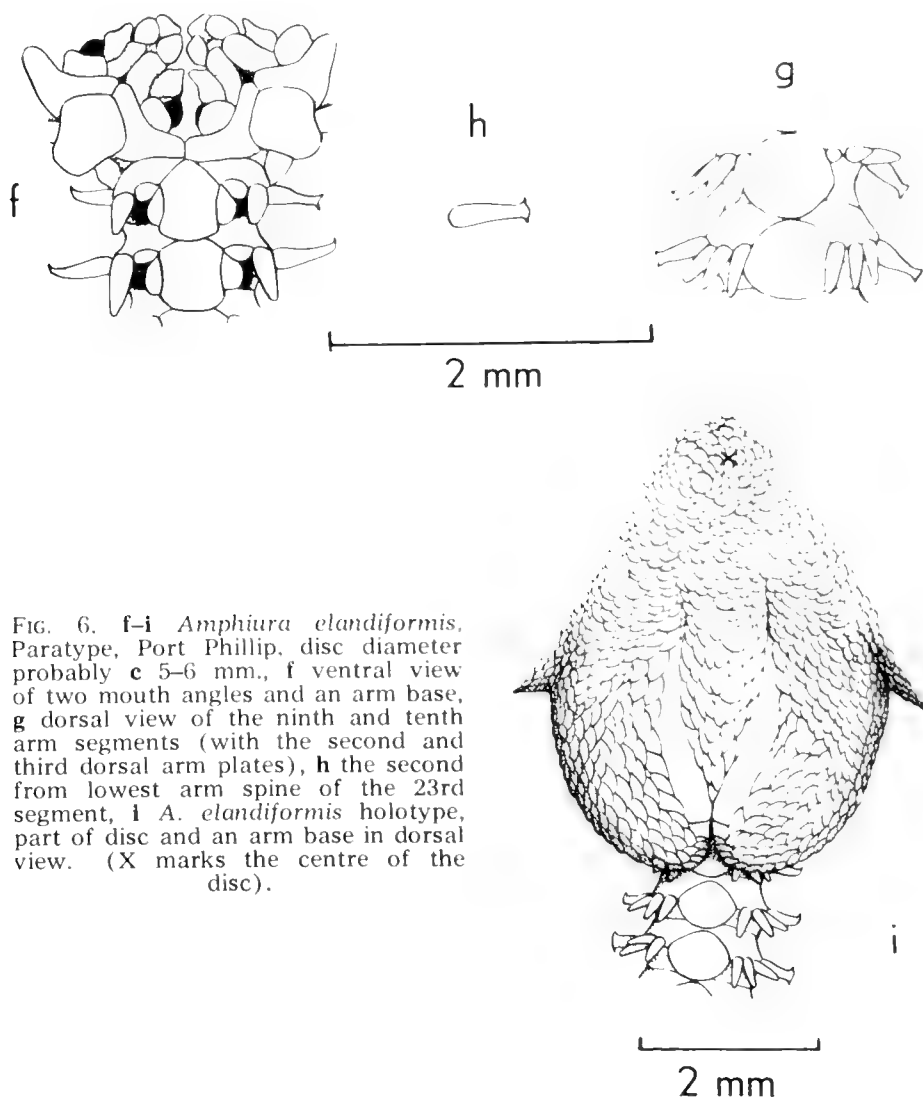 f
h
g
2 mm
FIG. 6. f–i Amphiura elandiformis,
Paratype, Port Phillip, disc diameter
probably c 5–6 mm., f ventral view
of two mouth angles and an arm base,
g dorsal view of the ninth and tenth
arm segments (with the second and
third dorsal arm plates), h the second
from lowest arm spine of the 23rd
segment, i A. elandiformis holotype,
part of disc and an arm base in dorsal
view. (X marks the centre of the
disc).
x
i
2 mm